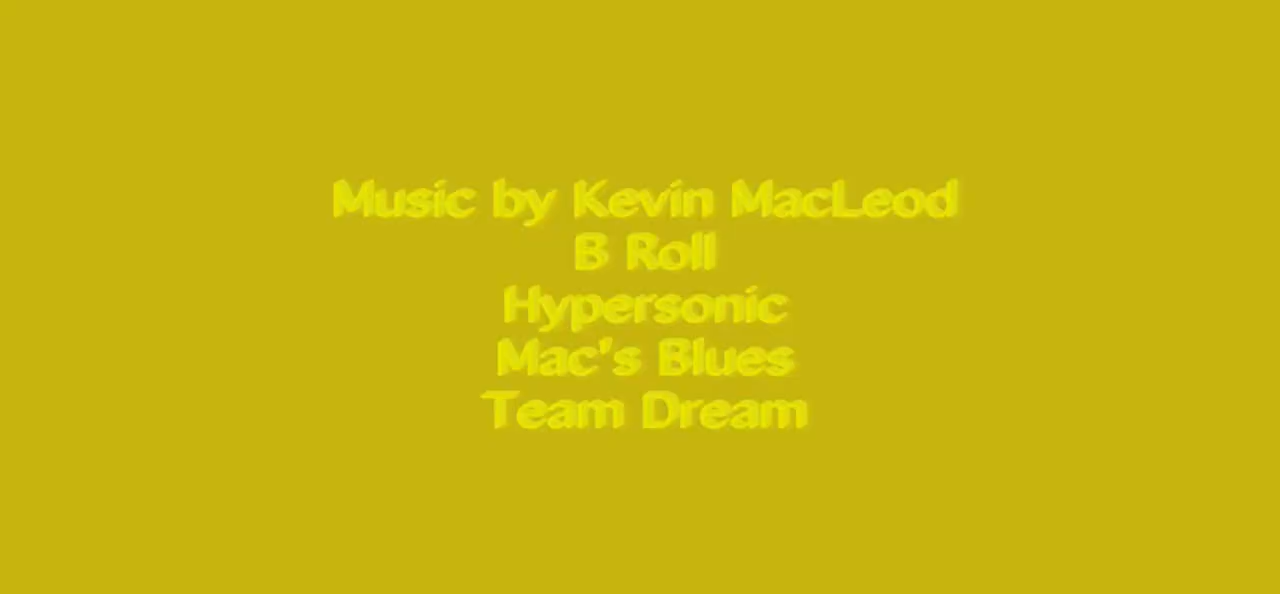 Music by Kevin MacLeod
B Roll
Hypersonic
Mac's Blues
Team Dream